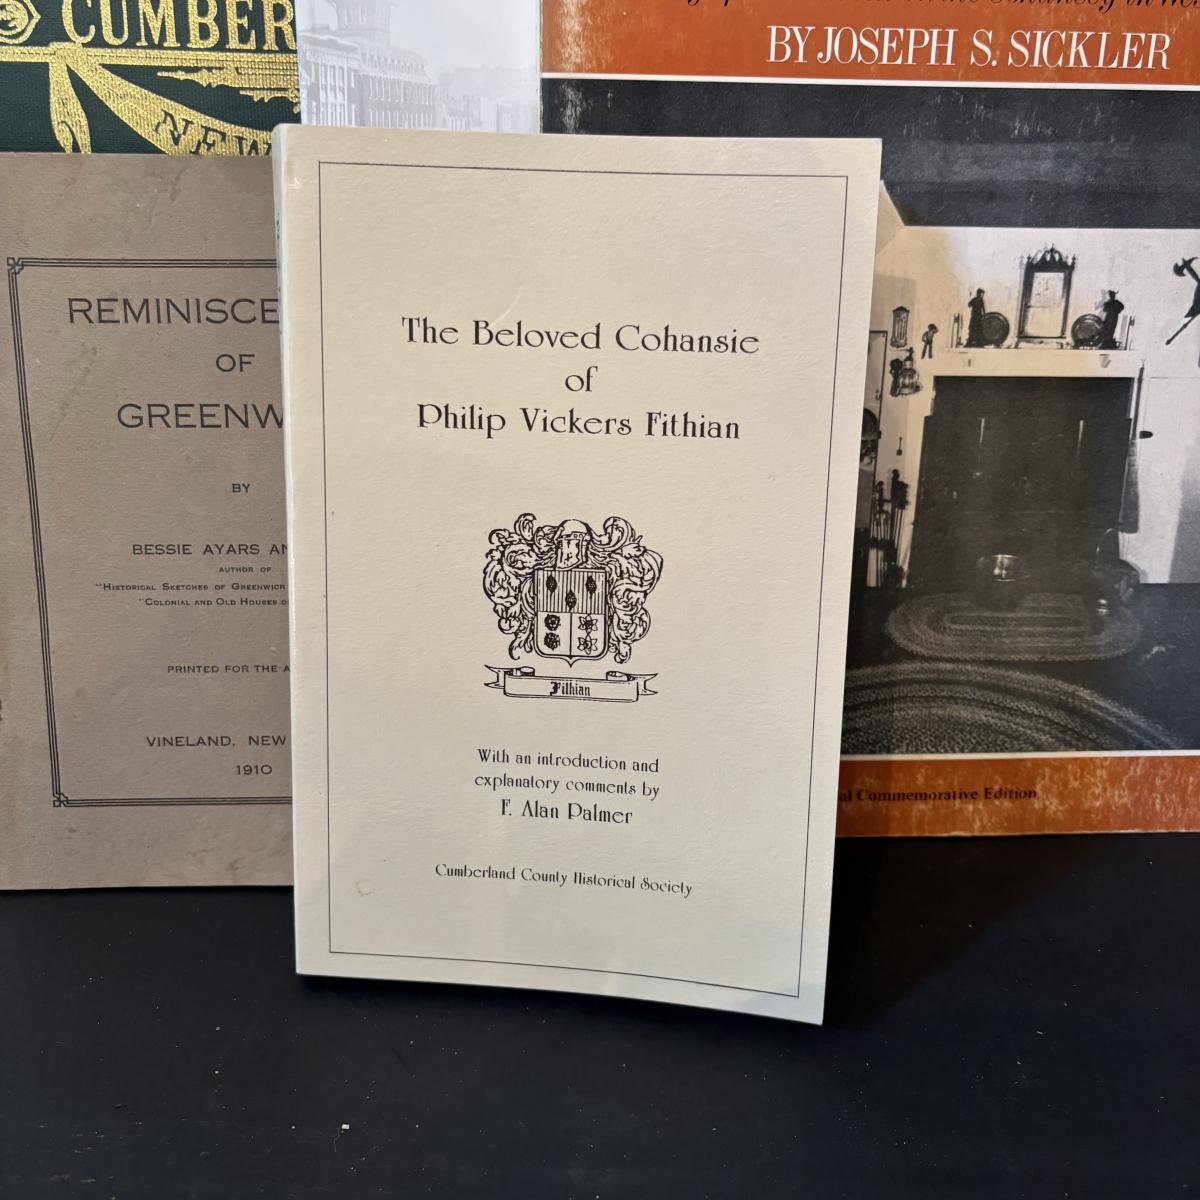 CUMBER
NEW
BY JOSEPH S. SICKLER
REMINISCE
OF
GREENW
BY
BESSIE AYARS AN
AUTHOR OF
"HISTORICAL SKETCHES OF GREENWICH
"COLONIAL AND OLD HOUSES O
PRINTED FOR THE A
VINELAND, NEW
1910
The Beloved Cohansie
of
Philip Vickers Fithian
Fithian
With an introduction and
explanatory comments by
F. Alan Palmer
Cumberland County Historical Society
al Commemorative Edition